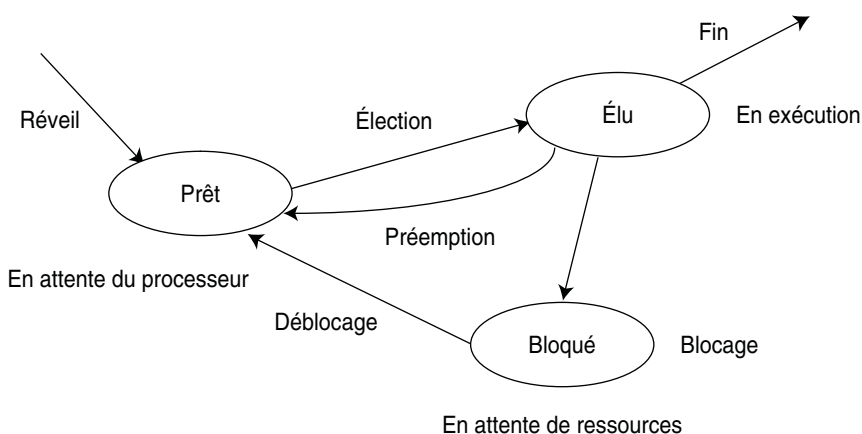 Fin
Réveil
Élection
Élu
En exécution
Prêt
Préemption
En attente du processeur
Déblocage
Bloqué
Blocage
En attente de ressources